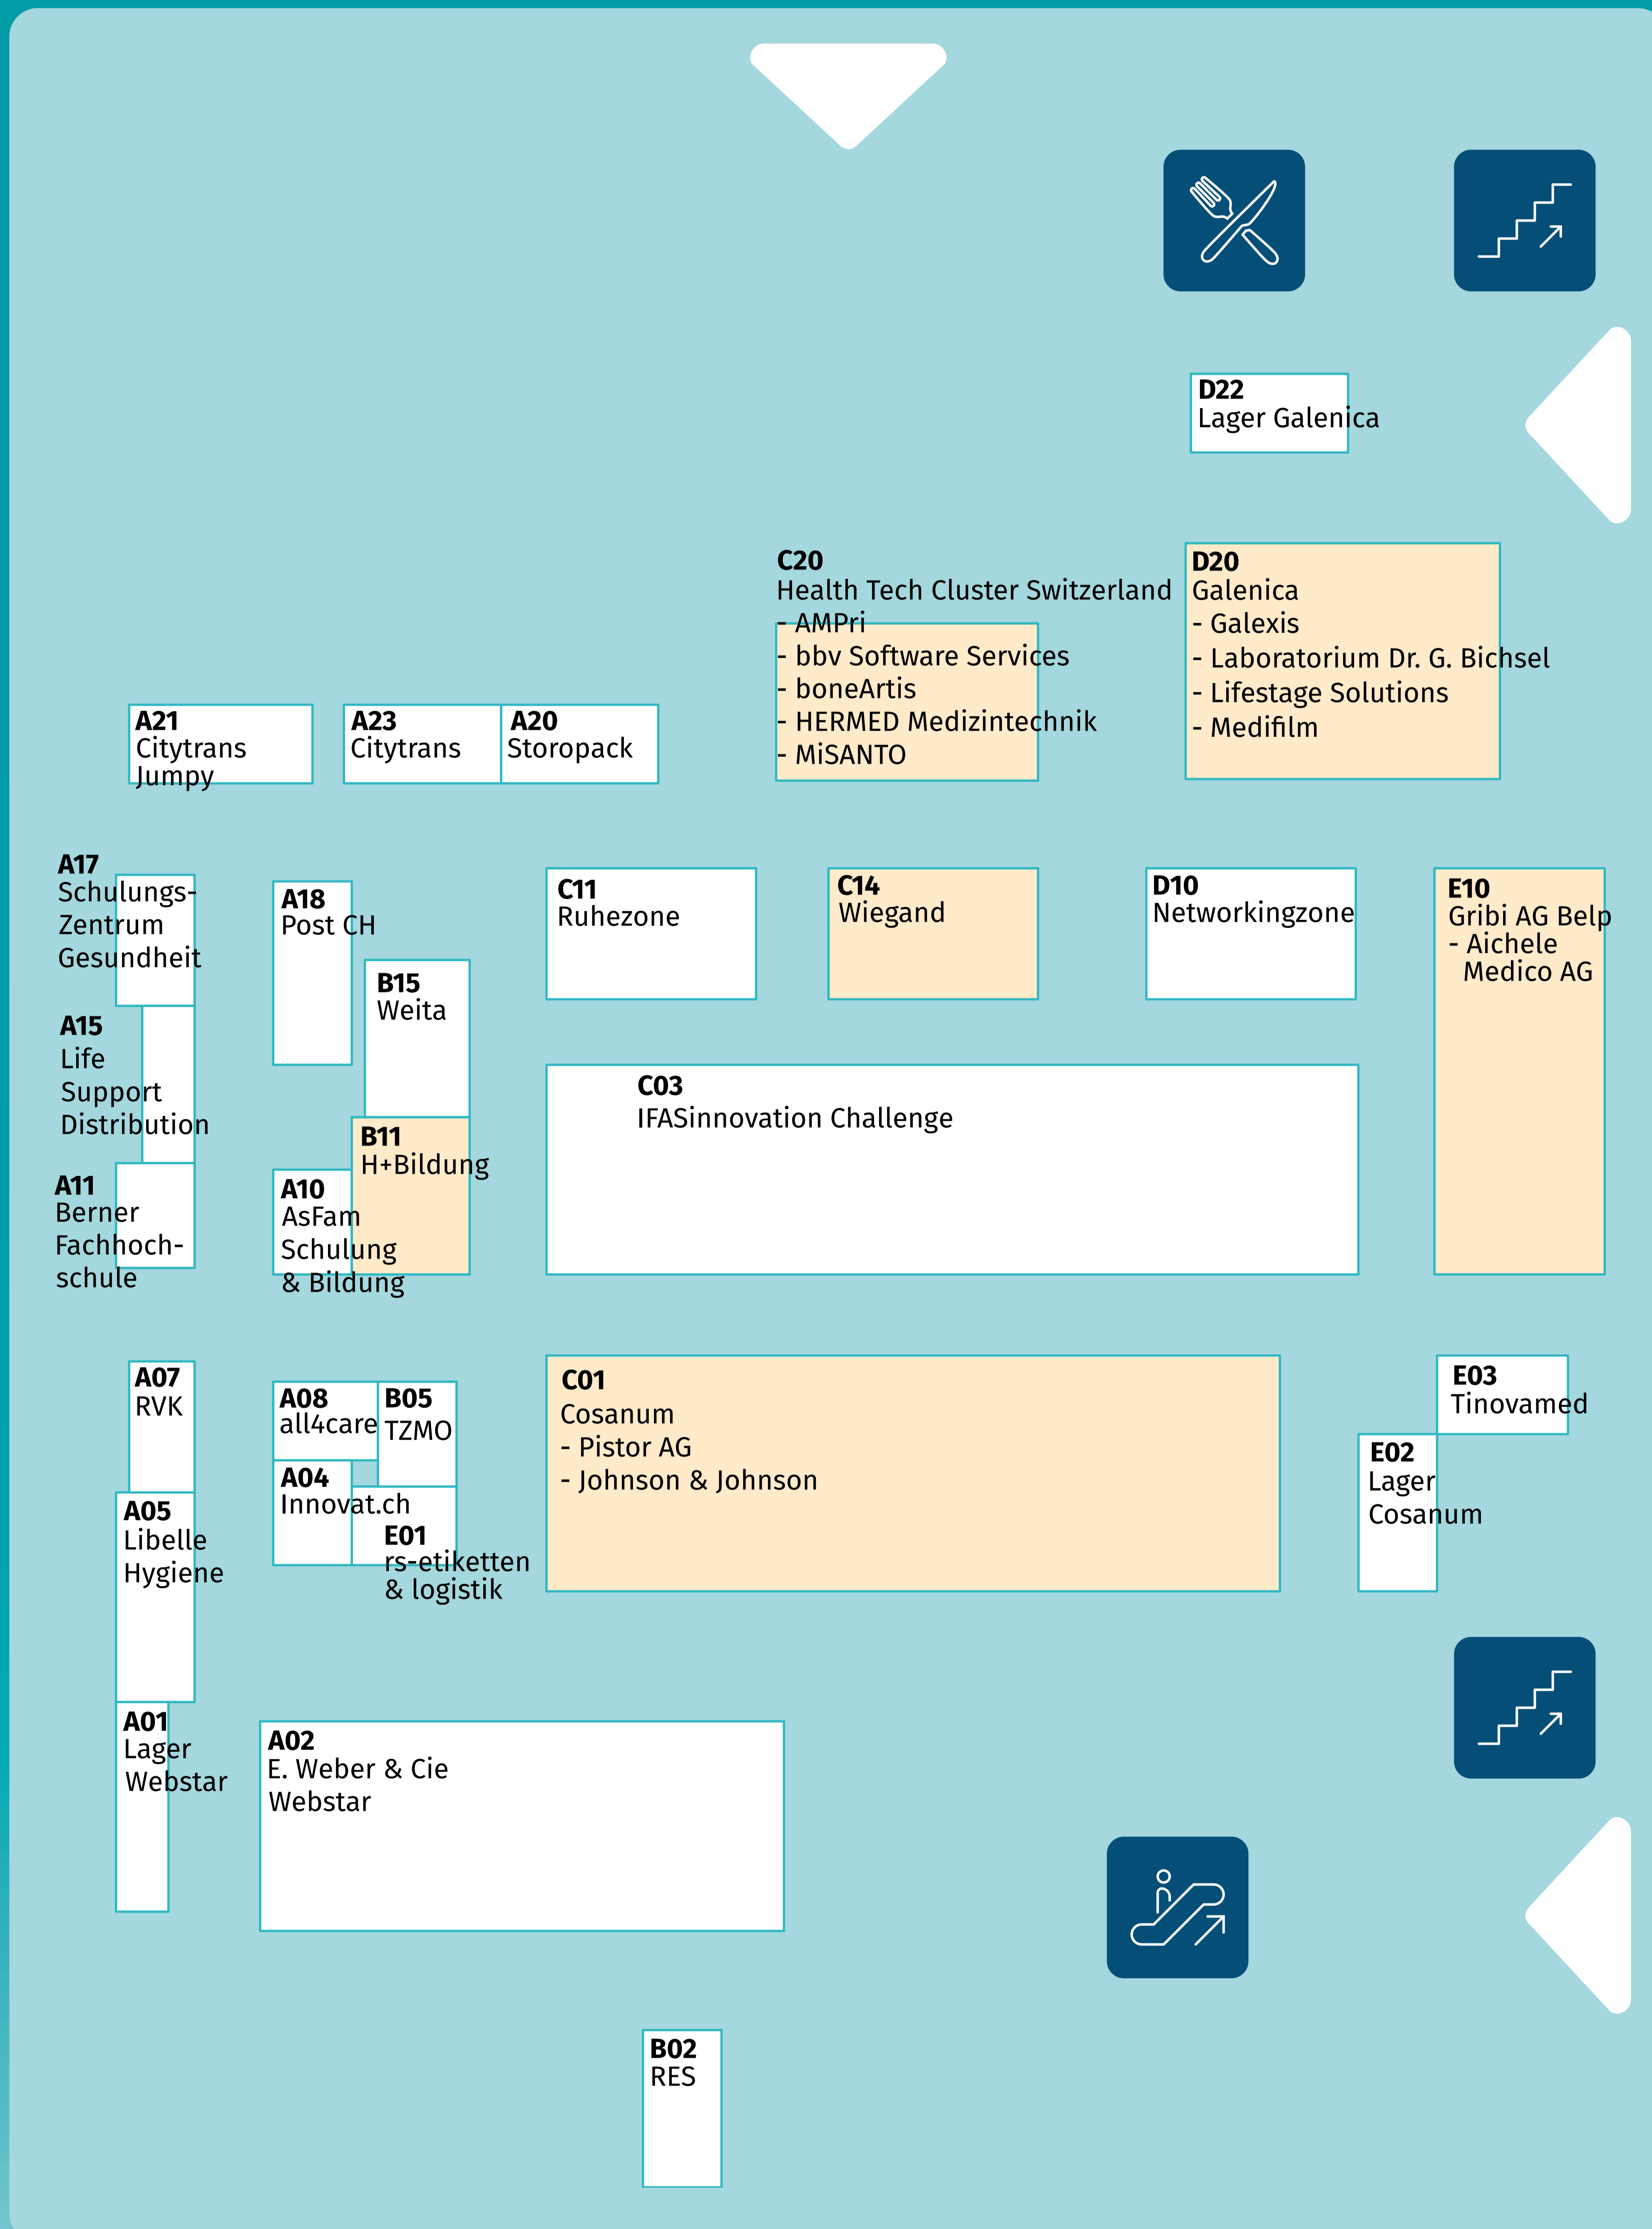 D22
Lager Galenica
C20
Health Tech Cluster Switzerland
- AMPri
- bbv Software Services
- boneArtis
- HERMED Medizintechnik
- MiSANTO
D20
Galenica
- Galexis
- Laboratorium Dr. G. Bichsel
- Lifestage Solutions
- Medifilm
A21
Citytrans
Jumpy
A23
Citytrans
A20
Storopack
A17
Schulungs-
Zentrum
Gesundheit
A18
Post CH
B15
Weita
C11
Ruhezone
C14
Wiegand
D10
Networkingzone
E10
Gribi AG Belp
- Aichele
Medico AG
A15
Life
Support
Distribution
B11
H+Bildung
C03
IFASinnovation Challenge
A11
Berner
Fachhoch-
schule
A10
AsFam
Schulung
& Bildung
A07
RVK
A08
all4care
B05
TZMO
C01
Cosanum
- Pistor AG
- Johnson & Johnson
E03
Tinovamed
E02
Lager
Cosanum
A04
Innovat.ch
E01
rs-etiketten
& logistik
A05
Libelle
Hygiene
A01
Lager
Webstar
A02
E. Weber & Cie
Webstar
B02
RES